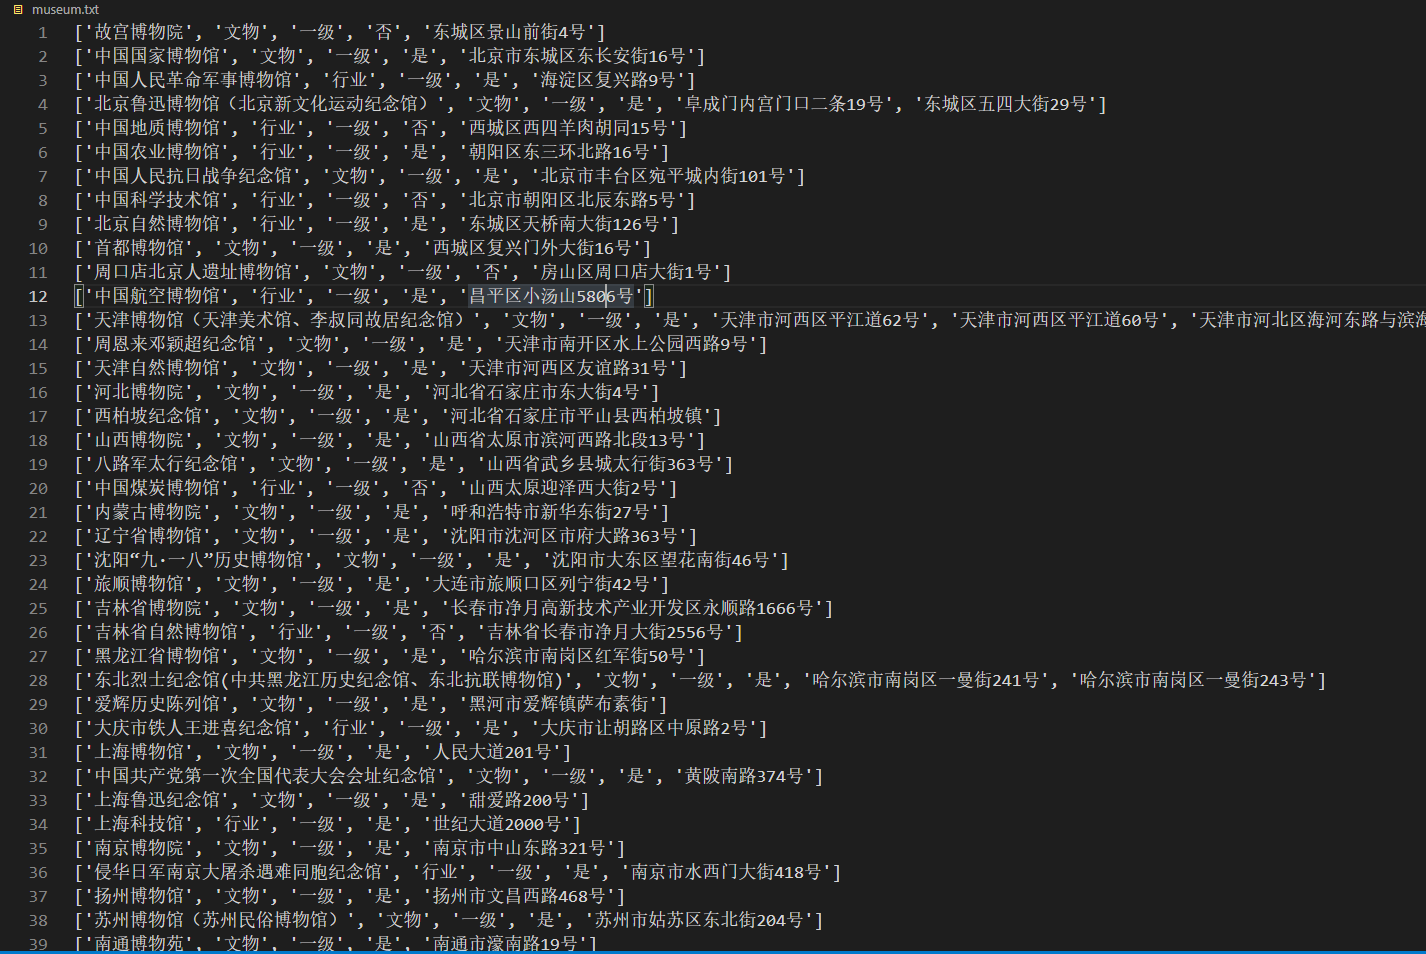 museum.txt
1 ['故宫博物院', '文物', '一级', '否', '东城区景山前街4号']
2 ['中国国家博物馆', '文物', '一级', '是', '北京市东城区东长安街16号']
3 ['中国人民革命军事博物馆', '行业', '一级', '是', '海淀区复兴路9号']
4 ['北京鲁迅博物馆（北京新文化运动纪念馆）', '文物', '一级', '是', '阜成门内宫门口二条19号', '东城区五四大街29号']
5 ['中国地质博物馆', '行业', '一级', '否', '西城区西四羊肉胡同15号']
6 ['中国农业博物馆', '行业', '一级', '是', '朝阳区东三环北路16号']
7 ['中国人民抗日战争纪念馆', '文物', '一级', '是', '北京市丰台区宛平城内街101号']
8 ['中国科学技术馆', '行业', '一级', '否', '北京市朝阳区北辰东路5号']
9 ['北京自然博物馆', '行业', '一级', '是', '东城区天桥南大街126号']
10 ['首都博物馆', '文物', '一级', '是', '西城区复兴门外大街16号']
11 ['周口店北京人遗址博物馆', '文物', '一级', '否', '房山区周口店大街1号']
12 ['中国航空博物馆', '行业', '一级', '是', '昌平区小汤山5806号']
13 ['天津博物馆（天津美术馆、李叔同故居纪念馆）', '文物', '一级', '是', '天津市河西区平江道62号', '天津市河西区平江道60号', '天津市河北区海河东路与滨海
14 ['周恩来邓颖超纪念馆', '文物', '一级', '是', '天津市南开区水上公园西路9号']
15 ['天津自然博物馆', '文物', '一级', '是', '天津市河西区友谊路31号']
16 ['河北博物院', '文物', '一级', '是', '河北省石家庄市东大街4号']
17 ['西柏坡纪念馆', '文物', '一级', '是', '河北省石家庄市平山县西柏坡镇']
18 ['山西博物院', '文物', '一级', '是', '山西省太原市滨河西路北段13号']
19 ['八路军太行纪念馆', '文物', '一级', '是', '山西省武乡县城太行街363号']
20 ['中国煤炭博物馆', '行业', '一级', '否', '山西太原迎泽西大街2号']
21 ['内蒙古博物院', '文物', '一级', '是', '呼和浩特市新华东街27号']
22 ['辽宁省博物馆', '文物', '一级', '是', '沈阳市沈河区市府大路363号']
23 ['沈阳“九·一八”历史博物馆', '文物', '一级', '是', '沈阳市大东区望花南街46号']
24 ['旅顺博物馆', '文物', '一级', '是', '大连市旅顺口区列宁街42号']
25 ['吉林省博物院', '文物', '一级', '是', '长春市净月高新技术产业开发区永顺路1666号']
26 ['吉林省自然博物馆', '行业', '一级', '否', '吉林省长春市净月大街2556号']
27 ['黑龙江省博物馆', '文物', '一级', '是', '哈尔滨市南岗区红军街50号']
28 ['东北烈士纪念馆(中共黑龙江历史纪念馆、东北抗联博物馆)', '文物', '一级', '是', '哈尔滨市南岗区一曼街241号', '哈尔滨市南岗区一曼街243号']
29 ['爱辉历史陈列馆', '文物', '一级', '是', '黑河市爱辉镇萨布素街']
30 ['大庆市铁人王进喜纪念馆', '行业', '一级', '是', '大庆市让胡路区中原路2号']
31 ['上海博物馆', '文物', '一级', '是', '人民大道201号']
32 ['中国共产党第一次全国代表大会会址纪念馆', '文物', '一级', '是', '黄陂南路374号']
33 ['上海鲁迅纪念馆', '文物', '一级', '是', '甜爱路200号']
34 ['上海科技馆', '行业', '一级', '是', '世纪大道2000号']
35 ['南京博物院', '文物', '一级', '是', '南京市中山东路321号']
36 ['侵华日军南京大屠杀遇难同胞纪念馆', '行业', '一级', '是', '南京市水西门大街418号']
37 ['扬州博物馆', '文物', '一级', '是', '扬州市文昌西路468号']
38 ['苏州博物馆（苏州民俗博物馆）', '文物', '一级', '是', '苏州市姑苏区东北街204号']
39 ['南通博物苑', '文物', '一级', '是', '南通市濠南路19号']